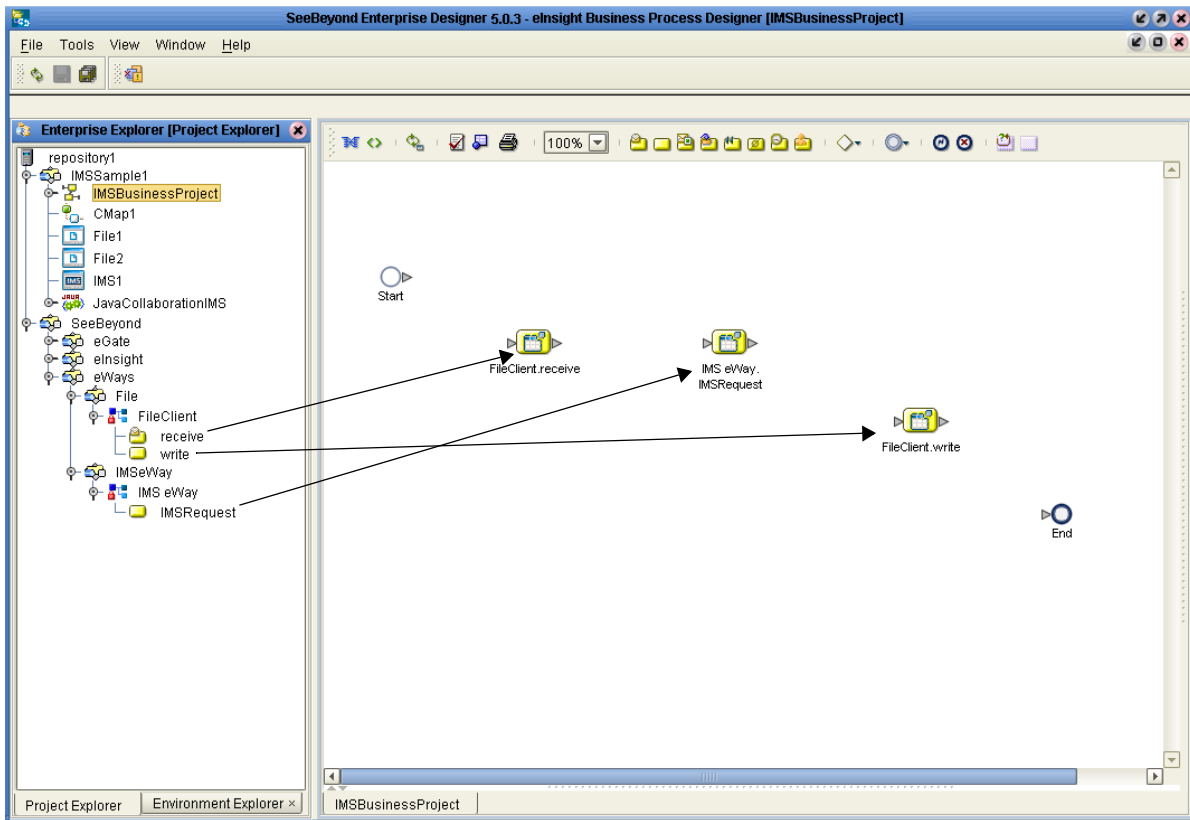 SeeBeyond Enterprise Designer 5.0.3 - eInsight Business Process Designer [IMSBusinessProject]
File Tools View Window Help
Enterprise Explorer [Project Explorer]
100%
repository1
IMSSample1
IMSBusinessProject
CMap1
File1
File2
IMS IMS1
JAVA JavaCollaborationIMS
SeeBeyond
eGate
eInsight
eWays
File
FileClient
receive
write
IMSeWay
IMS eWay
IMSRequest
Start
FileClient.receive
IMS eWay.
IMSRequest
FileClient.write
End
Project Explorer
Environment Explorer ×
IMSBusinessProject